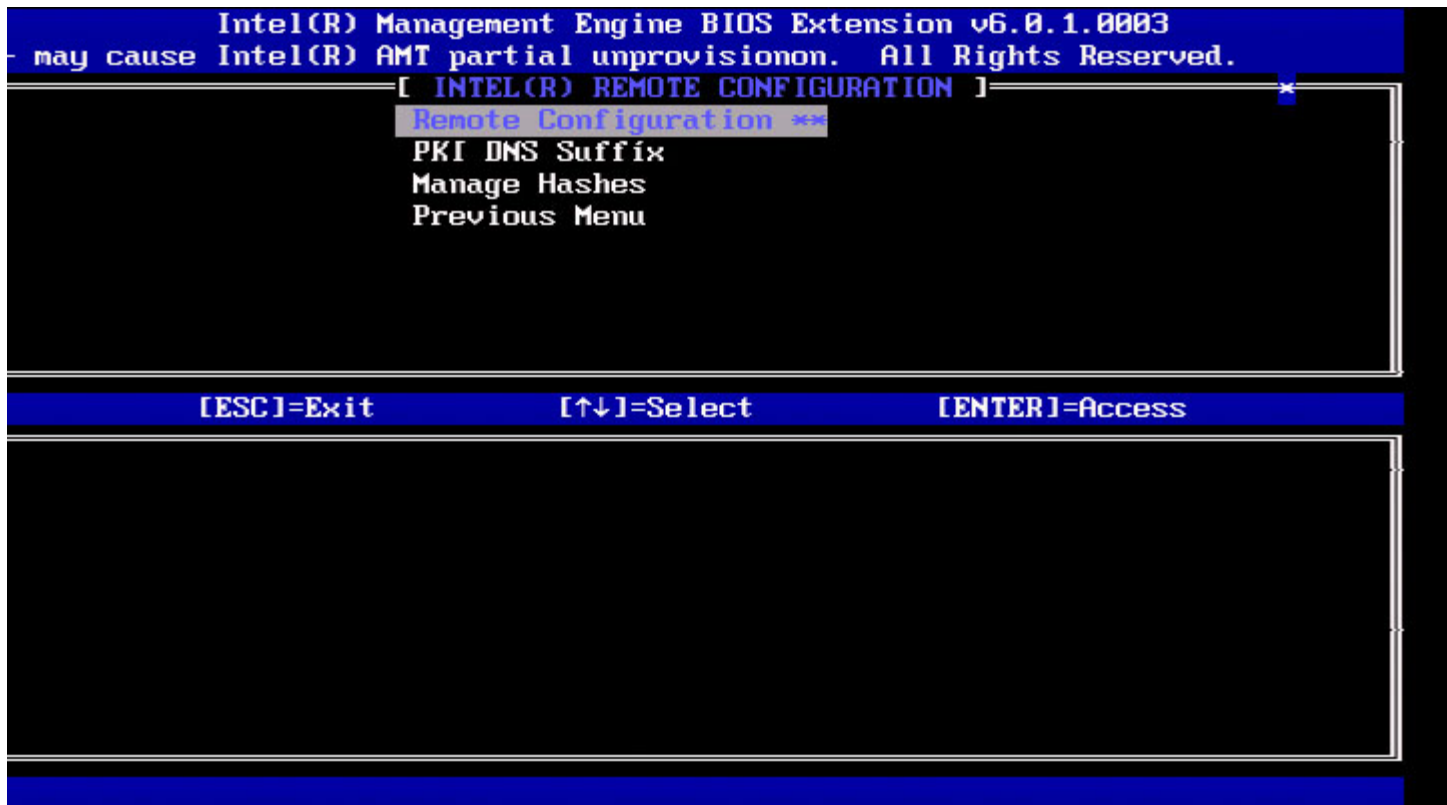 Intel(R) Management Engine BIOS Extension v6.0.1.0003
- may cause Intel(R) AMT partial unprovisionon. All Rights Reserved.
[ INTEL(R) REMOTE CONFIGURATION ] *
Remote Configuration **
PKI DNS Suffix
Manage Hashes
Previous Menu
[ESC]=Exit [↑↓]=Select [ENTER]=Access